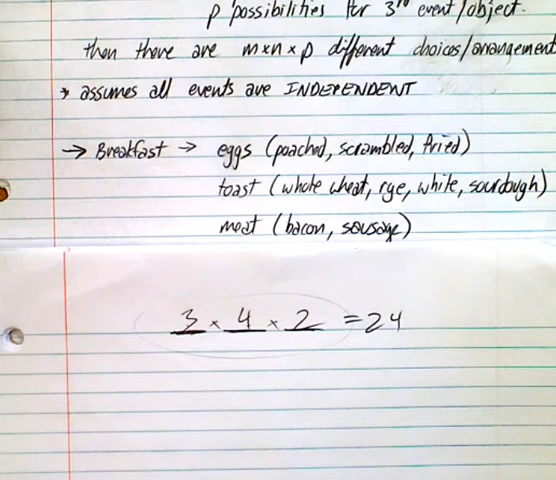 p possibilities for 3rd event/object.
then there are m×n×p different choices/arrangement
* assumes all events are INDEPENDENT
→ Breakfast → eggs (poached, scrambled, fried)
toast (whole wheat, rye, white, sourdough)
meat (bacon, sausage)
3 × 4 × 2 = 24